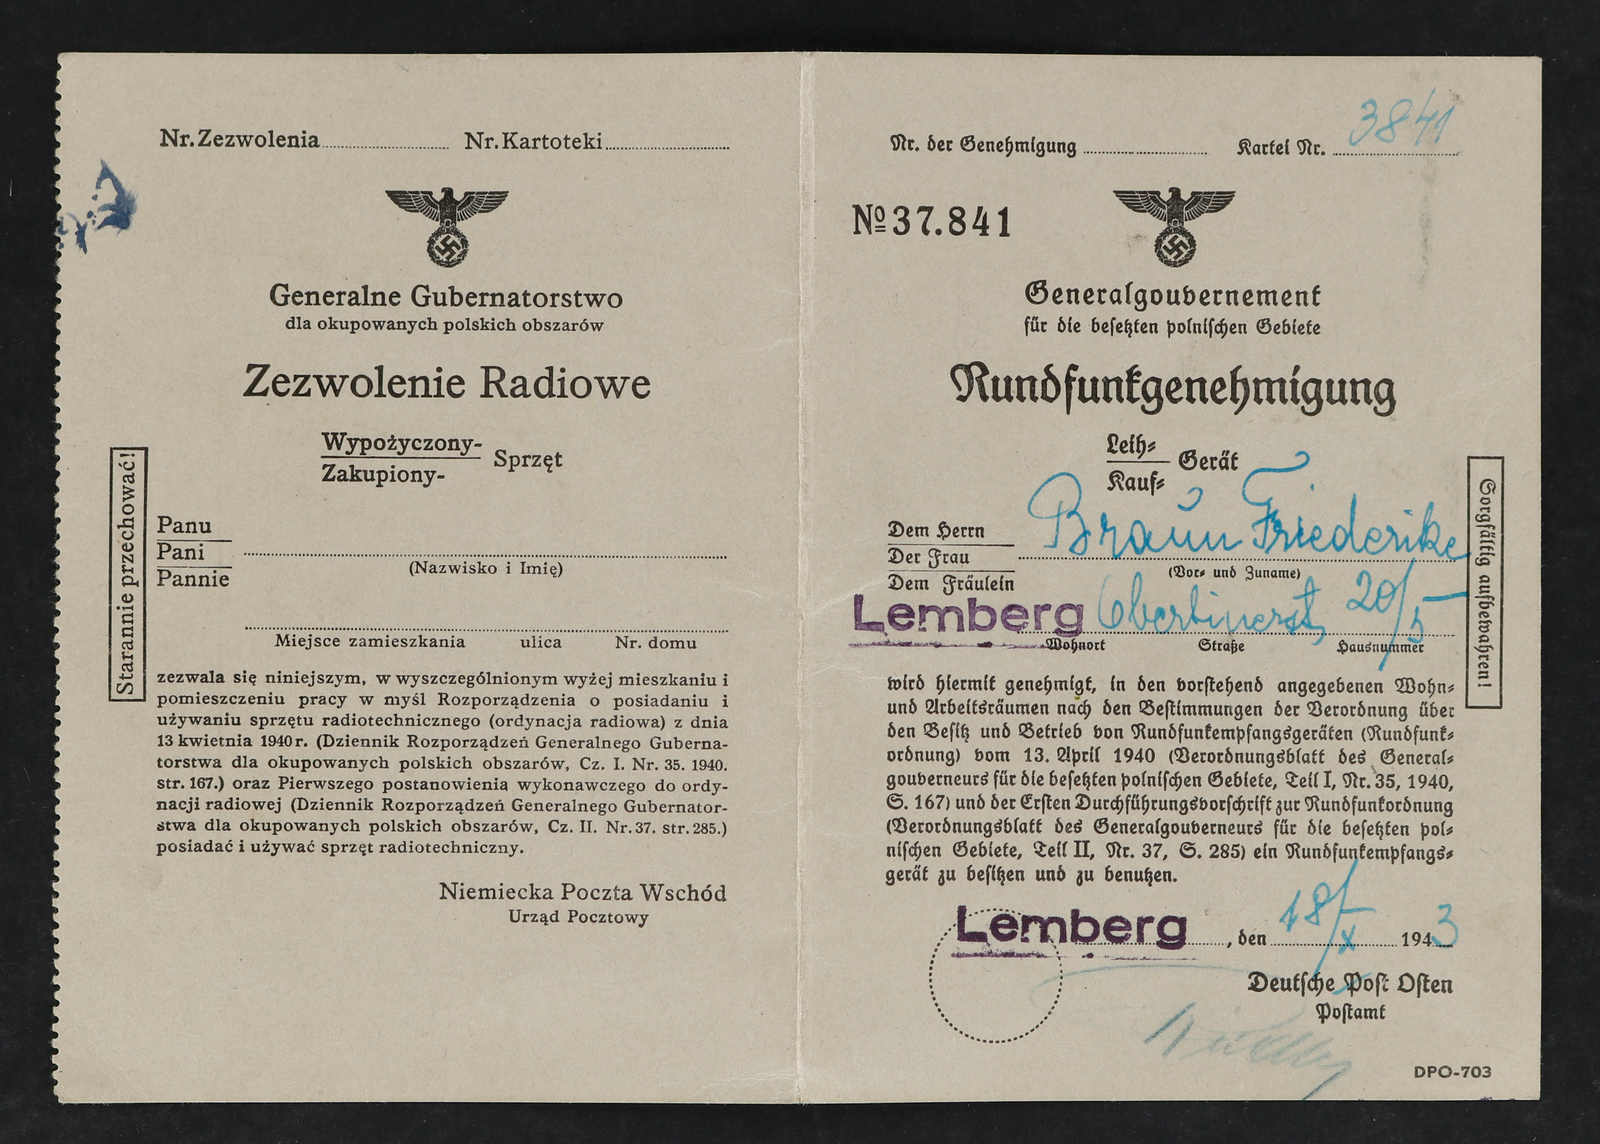 Nr. Zezwolenia Nr. Kartoteki
Generalne Gubernatorstwo
dla okupowanych polskich obszarów
Zezwolenie Radiowe
Wypożyczony-
Zakupiony-
Sprzęt
Starannie przechować!
Panu
Pani
Pannie
(Nazwisko i Imię)
Miejsce zamieszkania ulica Nr. domu
zezwala się niniejszym, w wyszczególnionym wyżej mieszkaniu i
pomieszczeniu pracy w myśl Rozporządzenia o posiadaniu i
używaniu sprzętu radiotechnicznego (ordynacja radiowa) z dnia
13 kwietnia 1940 r. (Dziennik Rozporządzeń Generalnego Guberna-
torstwa dla okupowanych polskich obszarów, Cz. I. Nr. 35. 1940.
str. 167.) oraz Pierwszego postanowienia wykonawczego do ordy-
nacji radiowej (Dziennik Rozporządzeń Generalnego Gubernator-
stwa dla okupowanych polskich obszarów, Cz. II. Nr. 37. str. 285.)
posiadać i używać sprzęt radiotechniczny.
Niemiecka Poczta Wschód
Urząd Pocztowy
Nr. der Genehmigung Kartei Nr. 3841
№ 37.841
Generalgouvernement
für die besetzten polnischen Gebiete
Rundfunkgenehmigung
Leih-
Kauf-
Gerät
Sorgfältig aufbewahren!
Dem Herrn
Der Frau
Dem Fräulein
Braun Friederike
(Vor- und Zuname)
Lemberg 20/5
Wohnort Straße Hausnummer
wird hiermit genehmigt, in den vorstehend angegebenen Wohn-
und Arbeitsräumen nach den Bestimmungen der Verordnung über
den Besitz und Betrieb von Rundfunkempfangsgeräten (Rundfunk-
ordnung) vom 13. April 1940 (Verordnungsblatt des General-
gouverneurs für die besetzten polnischen Gebiete, Teil I, Nr. 35, 1940,
S. 167) und der Ersten Durchführungsvorschrift zur Rundfunkordnung
(Verordnungsblatt des Generalgouverneurs für die besetzten pol-
nischen Gebiete, Teil II, Nr. 37, S. 285) ein Rundfunkempfangs-
gerät zu besitzen und zu benutzen.
Lemberg, den 18/X 1943
Deutsche Post Osten
Postamt
DPO-703